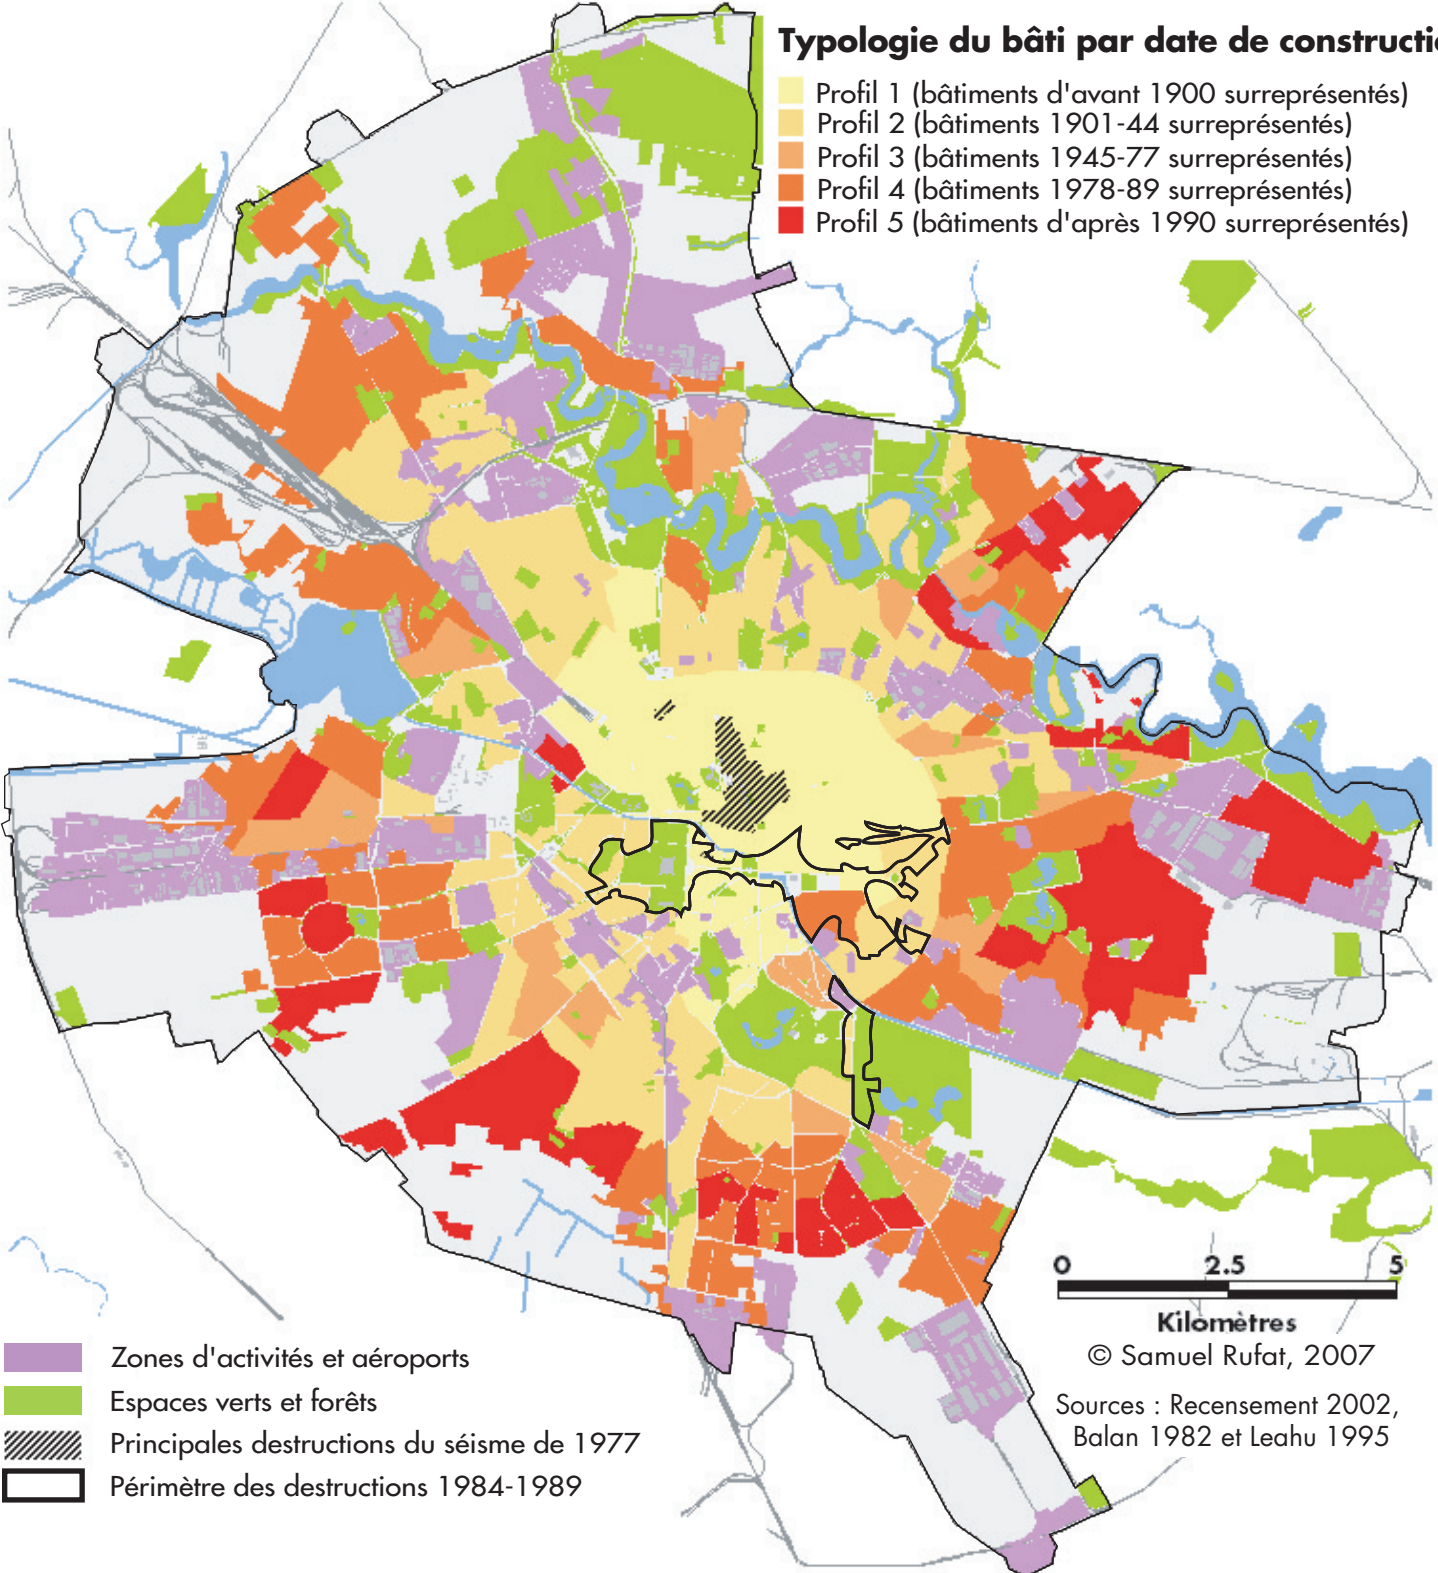 Typologie du bâti par date de constructi
Profil 1 (bâtiments d'avant 1900 surreprésentés)
Profil 2 (bâtiments 1901-44 surreprésentés)
Profil 3 (bâtiments 1945-77 surreprésentés)
Profil 4 (bâtiments 1978-89 surreprésentés)
Profil 5 (bâtiments d'après 1990 surreprésentés)
0 2.5 5
Kilomètres
© Samuel Rufat, 2007
Sources : Recensement 2002,
Balan 1982 et Leahu 1995
Zones d'activités et aéroports
Espaces verts et forêts
Principales destructions du séisme de 1977
Périmètre des destructions 1984-1989